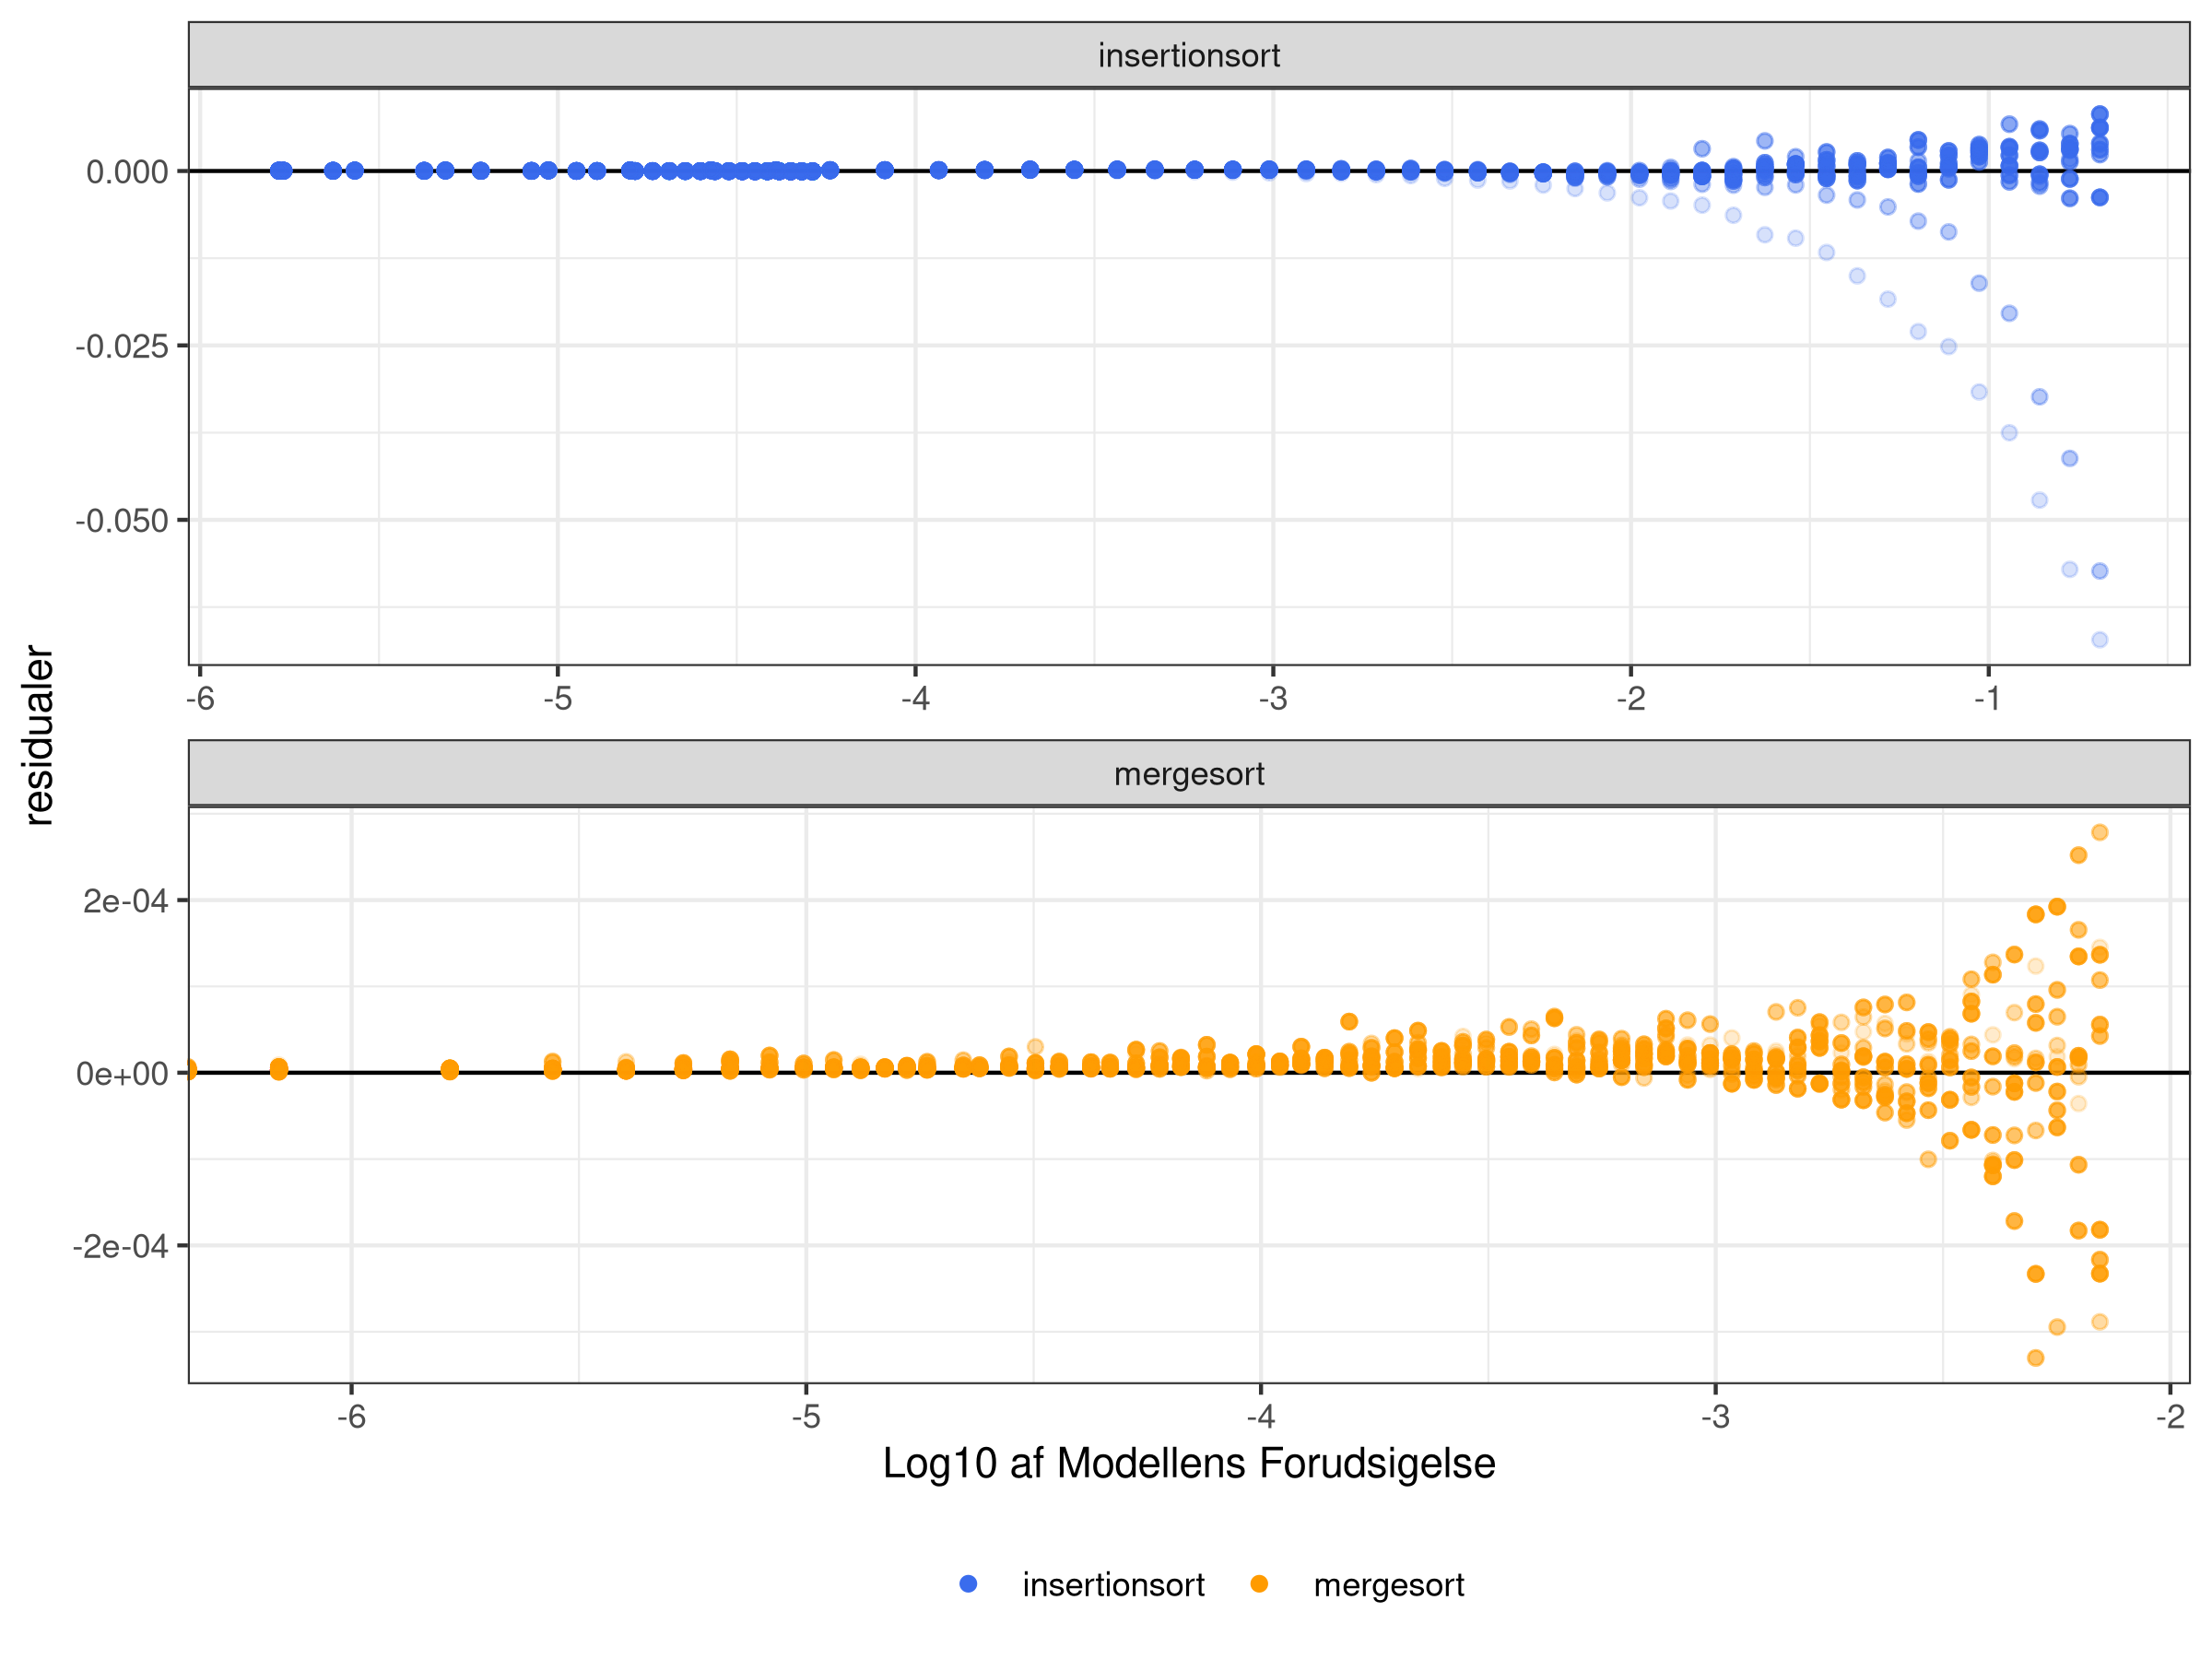 insertionsort
0.000
-0.025
-0.050
-6 -5 -4 -3 -2 -1
residualer
mergesort
2e-04
0e+00
-2e-04
-6 -5 -4 -3 -2
Log10 af Modellens Forudsigelse
insertionsort mergesort